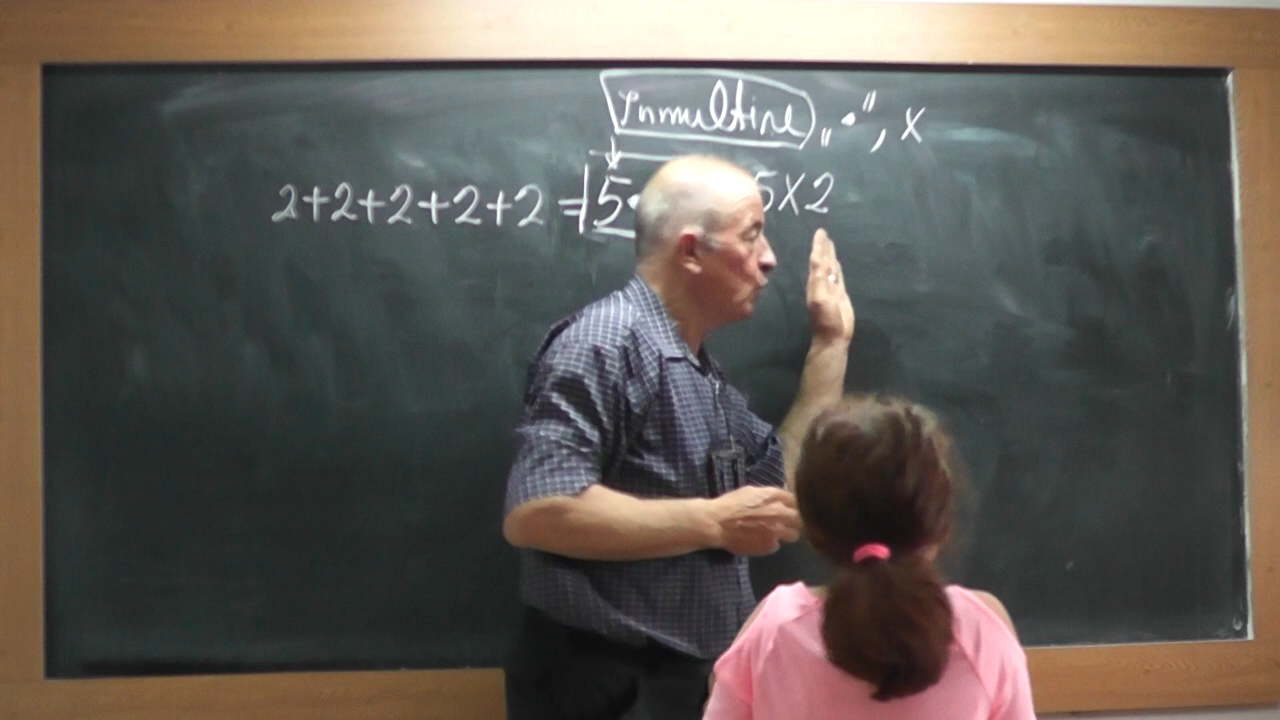 Inmultire „·”, x
2+2+2+2+2 = 5· 5x2